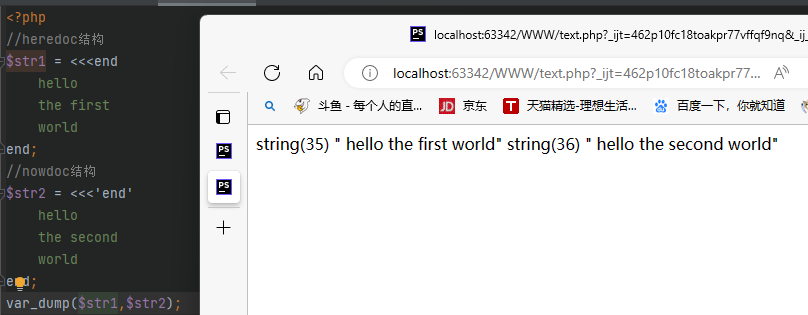 <?php
//heredoc结构
$str1 = <<<end
    hello
    the first
    world
end;
//nowdoc结构
$str2 = <<<'end'
    hello
    the second
    world
end;
var_dump($str1,$str2);
PS
localhost:63342/WWW/text.php?_ijt=462p10fc18toakpr77vffqf9nq&_ij_
localhost:63342/WWW/text.php?_ijt=462p10fc18toakpr77...
A
斗鱼 - 每个人的直...
JD 京东
T 天猫精选-理想生活...
百度一下，你就知道
PS
PS
string(35) " hello the first world" string(36) " hello the second world"